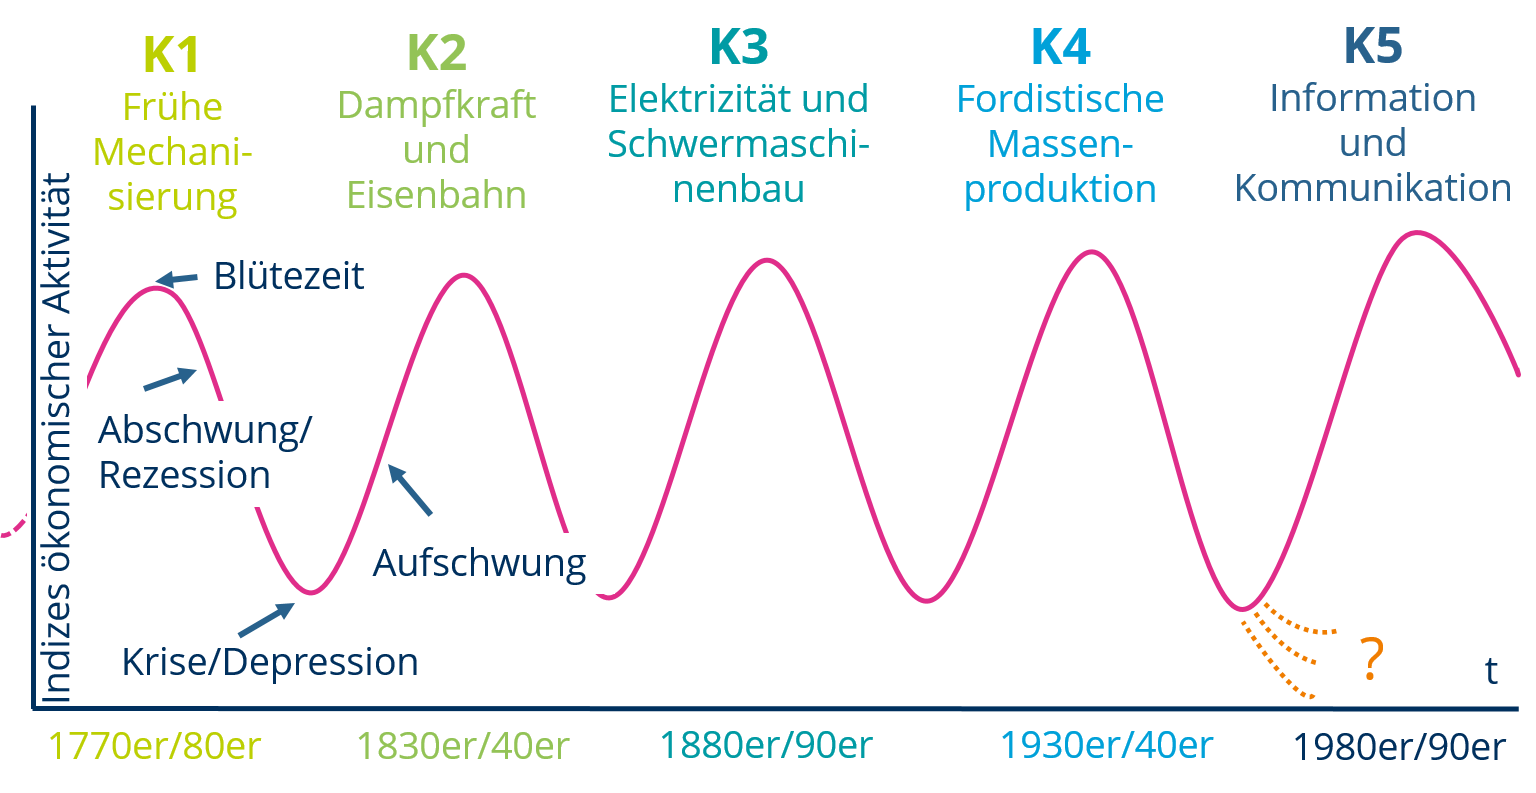 K1
Frühe
Mechani-
sierung
K2
Dampfkraft
und
Eisenbahn
K3
Elektrizität und
Schwermaschi-
nenbau
K4
Fordistische
Massen-
produktion
K5
Information
und
Kommunikation
Indizes ökonomischer Aktivität
Blütezeit
Abschwung/
Rezession
Aufschwung
Krise/Depression
?
t
1770er/80er
1830er/40er
1880er/90er
1930er/40er
1980er/90er